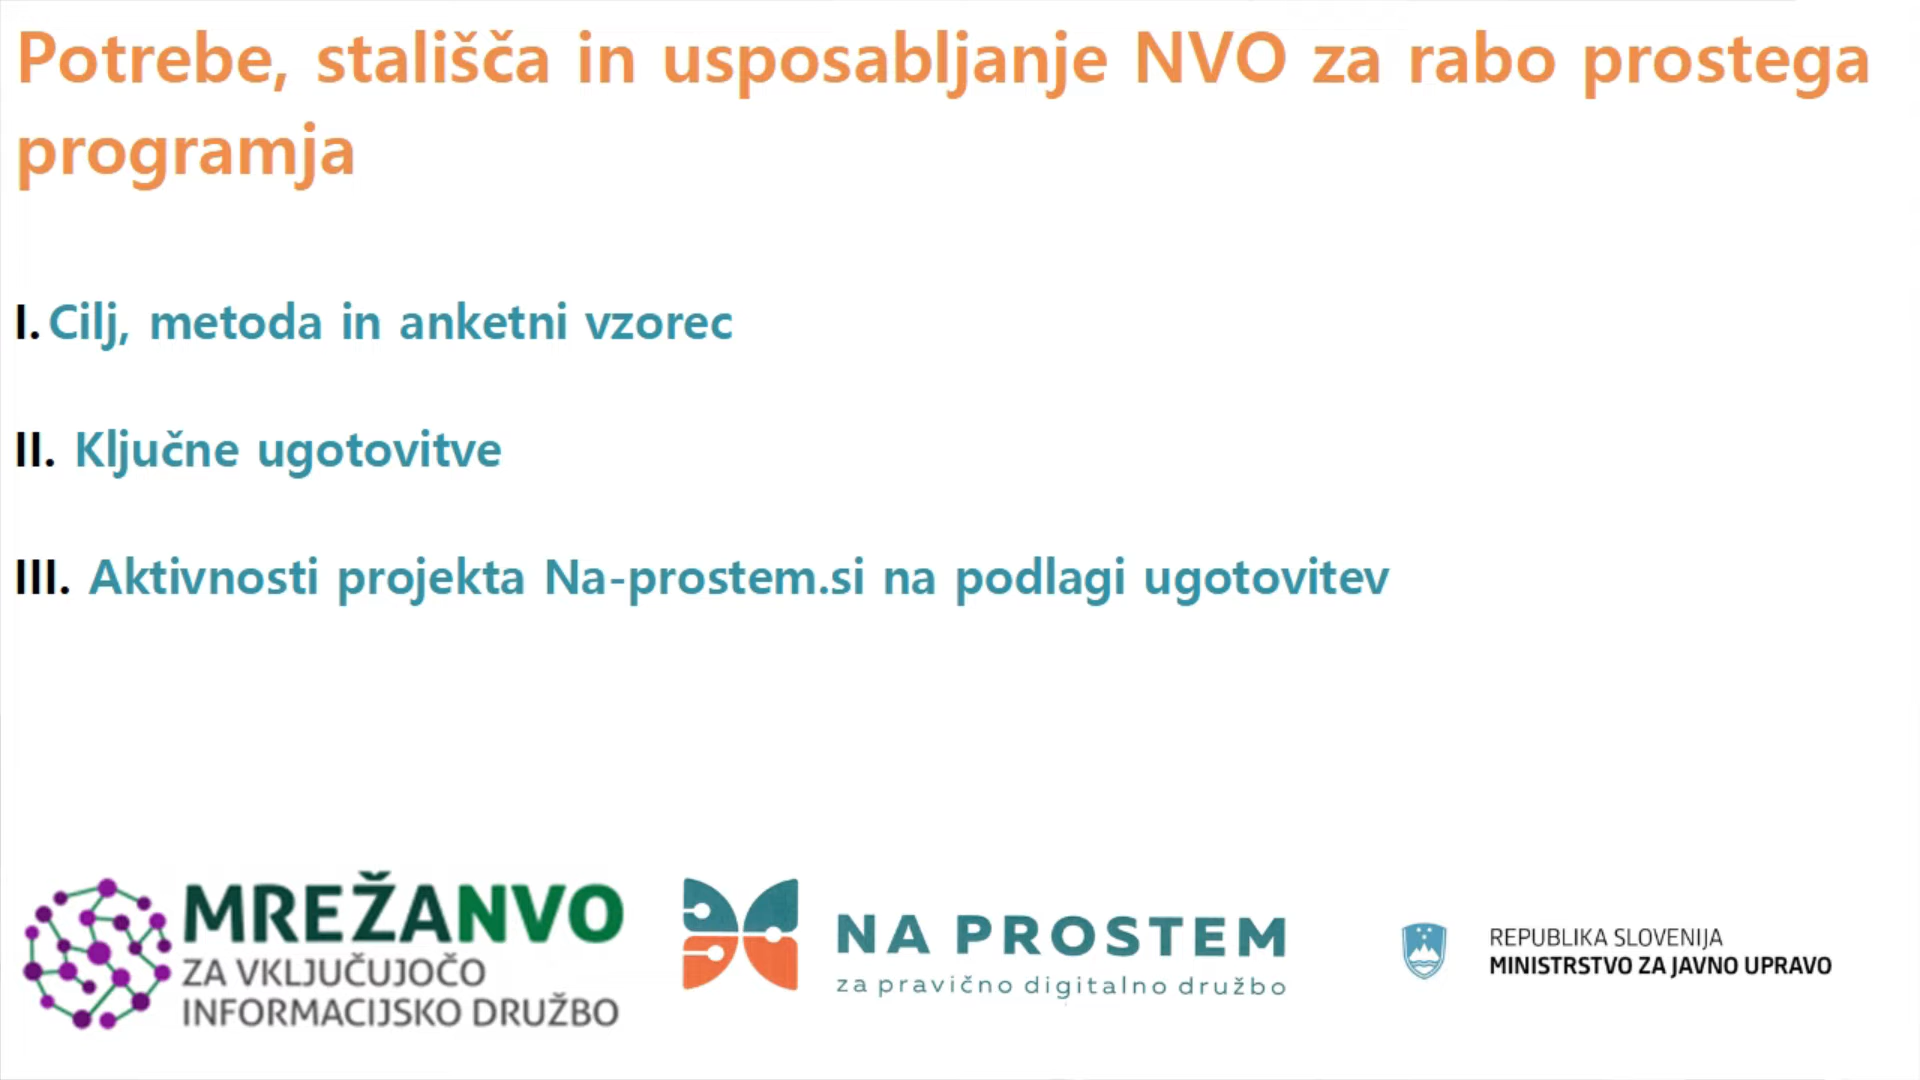 Potrebe, stališča in usposabljanje NVO za rabo prostega
programja
I. Cilj, metoda in anketni vzorec
II. Ključne ugotovitve
III. Aktivnosti projekta Na-prostem.si na podlagi ugotovitev
MREŽANVO
ZA VKLJUČUJOČO
INFORMACIJSKO DRUŽBO
NA PROSTEM
za pravično digitalno družbo
REPUBLIKA SLOVENIJA
MINISTRSTVO ZA JAVNO UPRAVO